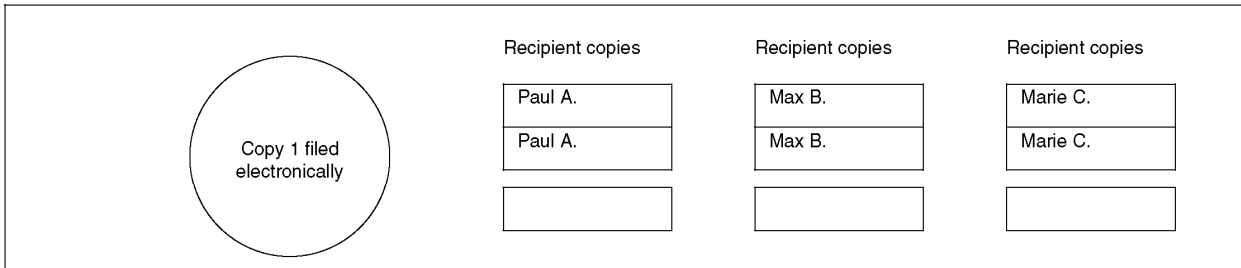 Recipient copies
Recipient copies
Recipient copies
Paul A.
Max B.
Marie C.
Copy 1 filed
electronically
Paul A.
Max B.
Marie C.